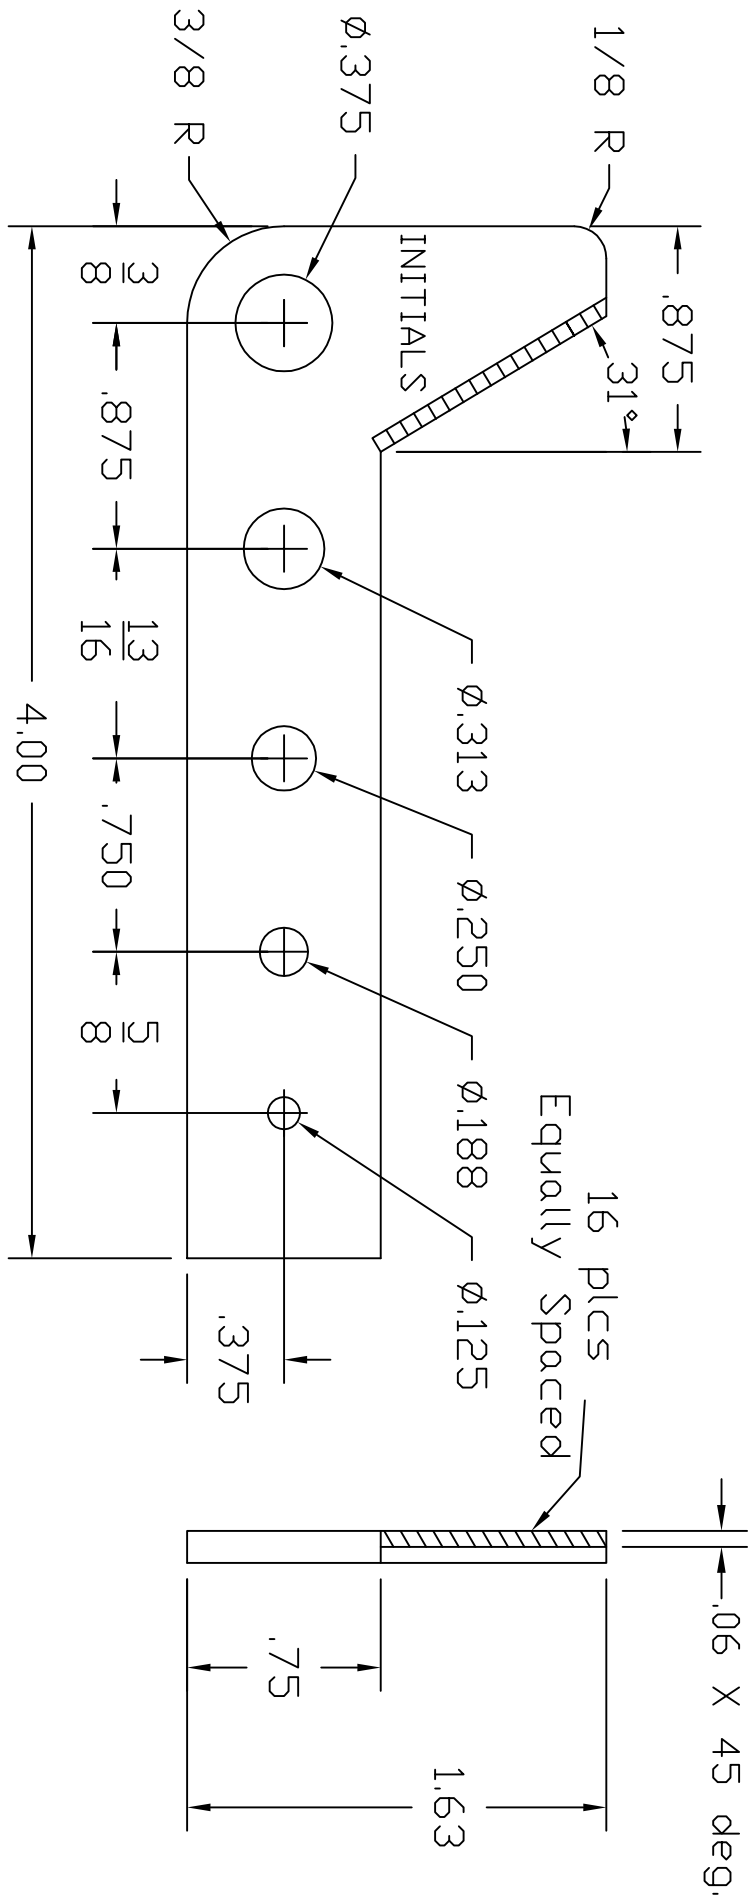 1/8 R
.875
31°
ø.375
3/8 R
INITIALS
3
8
.875
13
16
.750
5
8
4.00
ø.313
ø.250
ø.188
ø.125
.375
16 plcs
Equally Spaced
.06 X 45 deg.
.75
1.63